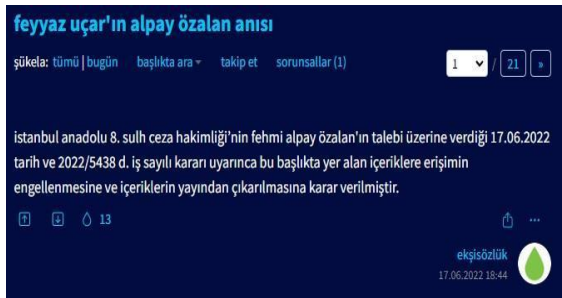 feyyaz uçar'ın alpay özalan anısı
şükela: tümü | bugün başlıkta ara takip et sorunsallar (1) 1 / 21 »
istanbul anadolu 8. sulh ceza hakimliği'nin fehmi alpay özalan'ın talebi üzerine verdiği 17.06.2022
tarih ve 2022/5438 d. iş sayılı kararı uyarınca bu başlıkta yer alan içeriklere erişimin
engellenmesine ve içeriklerin yayından çıkarılmasına karar verilmiştir.
13
ekşisözlük
17.06.2022 18:44